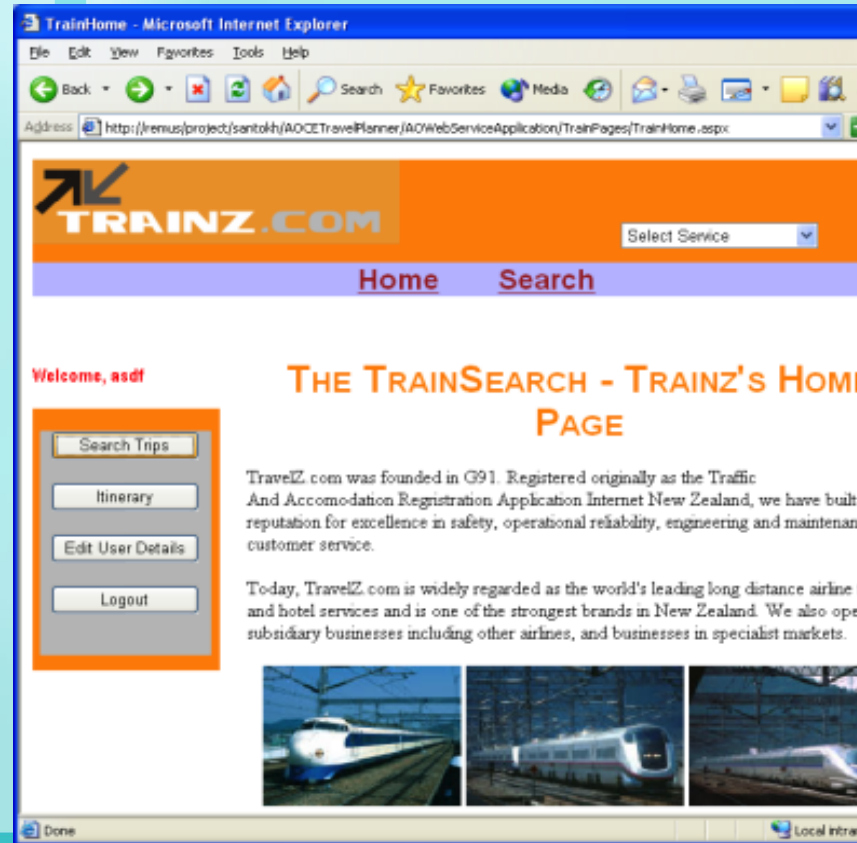 TrainHome - Microsoft Internet Explorer
File Edit View Favorites Tools Help
Back Search Favorites Media
Address http://remus/project/santokh/AOCETravelPlanner/AOWebServiceApplication/TrainPages/TrainHome.aspx
TRAINZ.COM
Select Service
Home Search
Welcome, asdf
THE TRAINSEARCH - TRAINZ'S HOM
PAGE
Search Trips
Itinerary
Edit User Details
Logout
TravelZ.com was founded in G91. Registered originally as the Traffic
And Accomodation Regristration Application Internet New Zealand, we have built
reputation for excellence in safety, operational reliability, engineering and maintenan
customer service.
Today, TravelZ.com is widely regarded as the world's leading long distance airline
and hotel services and is one of the strongest brands in New Zealand. We also ope
subsidiary businesses including other airlines, and businesses in specialist markets.
Done Local intra